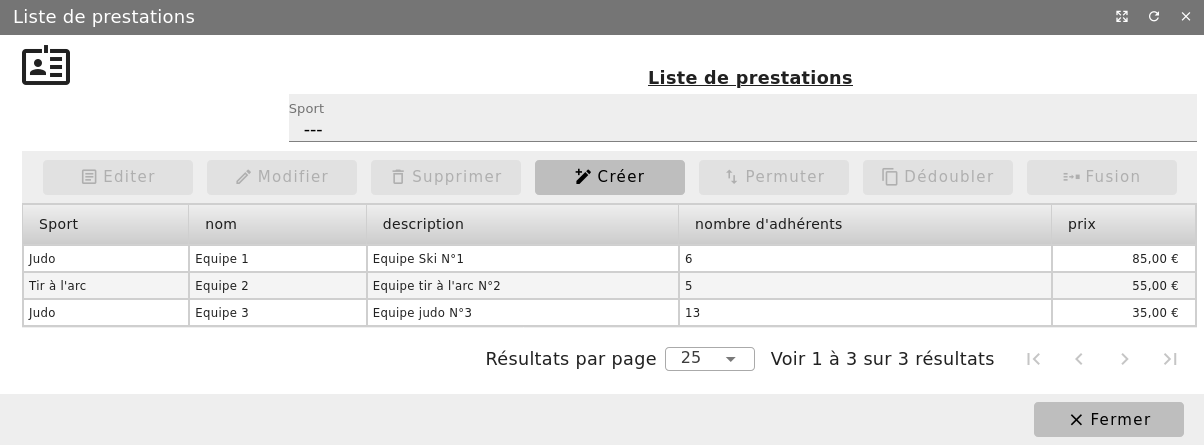 Liste de prestations
Liste de prestations
Sport
---
Editer Modifier Supprimer Créer Permuter Dédoubler Fusion
Sport nom description nombre d'adhérents prix
Judo Equipe 1 Equipe Ski N°1 6 85,00 €
Tir à l'arc Equipe 2 Equipe tir à l'arc N°2 5 55,00 €
Judo Equipe 3 Equipe judo N°3 13 35,00 €
Résultats par page 25 Voir 1 à 3 sur 3 résultats
Fermer